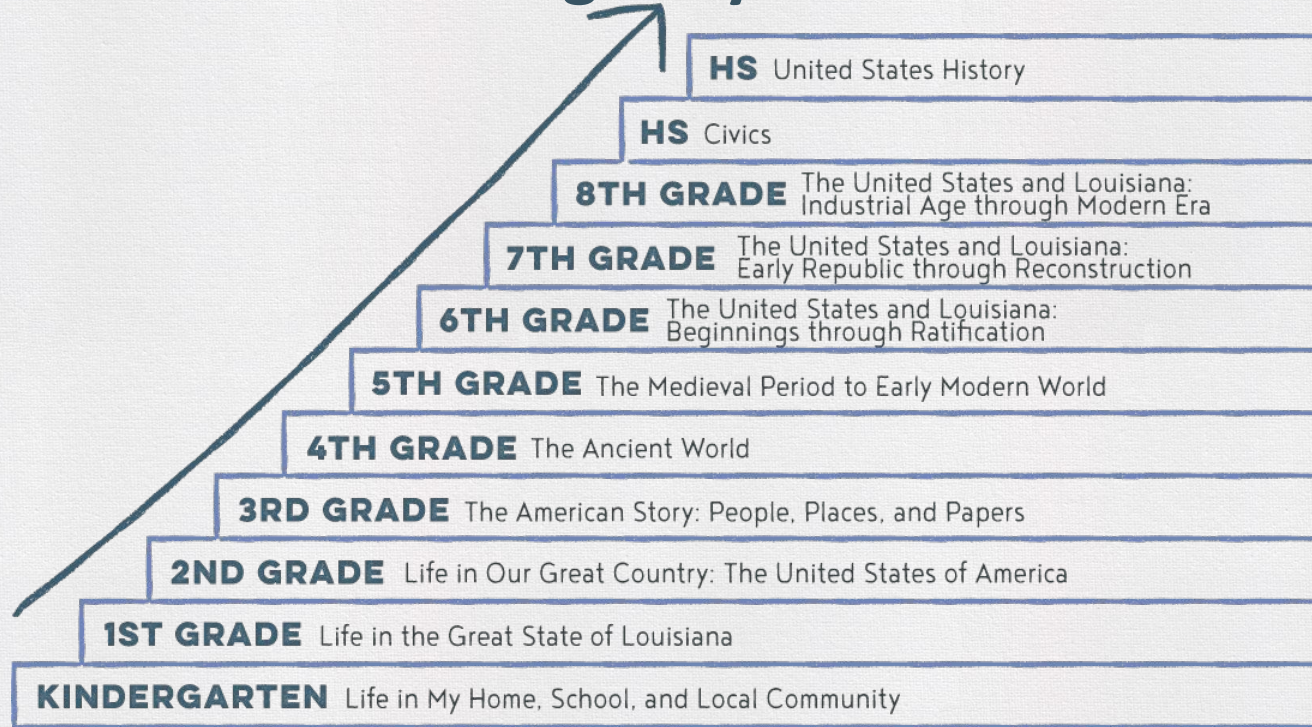 HS United States History
HS Civics
8TH GRADE The United States and Louisiana:
Industrial Age through Modern Era
7TH GRADE The United States and Louisiana:
Early Republic through Reconstruction
6TH GRADE The United States and Louisiana:
Beginnings through Ratification
5TH GRADE The Medieval Period to Early Modern World
4TH GRADE The Ancient World
3RD GRADE The American Story: People, Places, and Papers
2ND GRADE Life in Our Great Country: The United States of America
1ST GRADE Life in the Great State of Louisiana
KINDERGARTEN Life in My Home, School, and Local Community